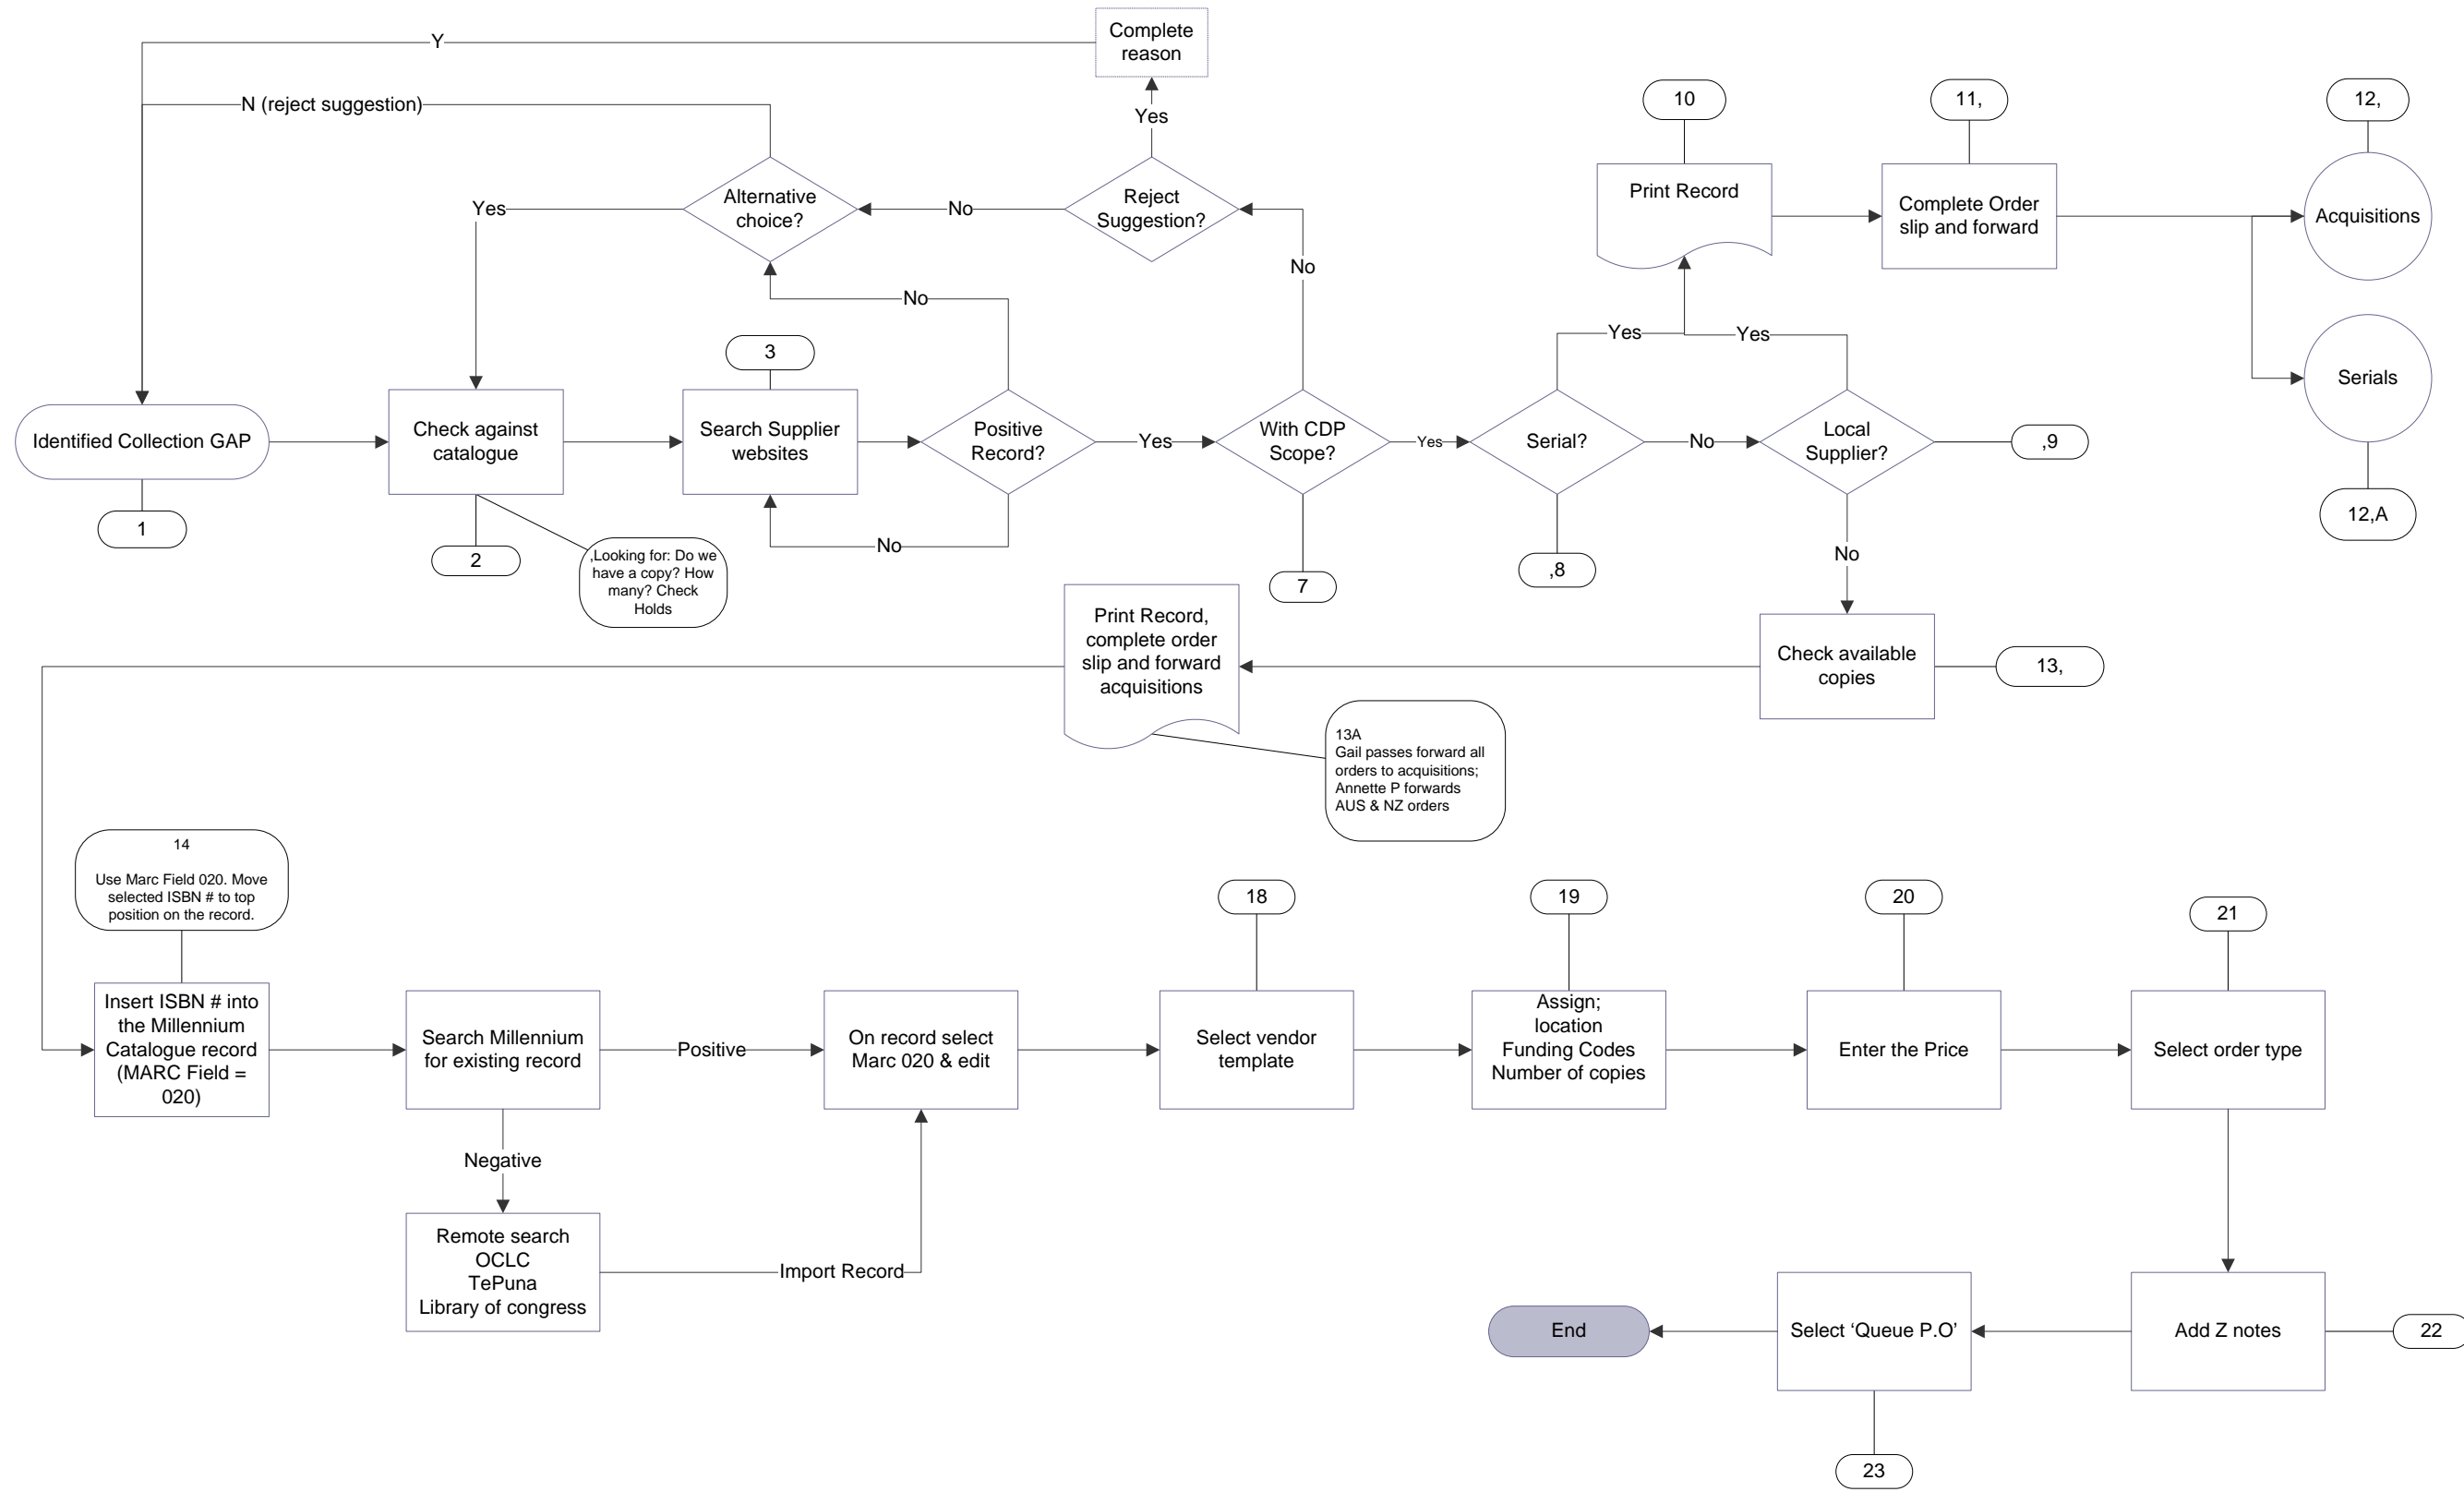 Complete
reason
Y
N (reject suggestion)
Yes
10
11,
12,
Alternative
choice?
Reject
Suggestion?
Print Record
Complete Order
slip and forward
Acquisitions
Yes
No
No
No
3
Yes
Yes
Serials
Identified Collection GAP
Check against
catalogue
Search Supplier
websites
Positive
Record?
Yes
With CDP
Scope?
Yes
Serial?
No
Local
Supplier?
,9
1
2
No
,Looking for: Do we
have a copy? How
many? Check
Holds
7
,8
No
12,A
Print Record,
complete order
slip and forward
acquisitions
Check available
copies
13,
13A
Gail passes forward all
orders to acquisitions;
Annette P forwards
AUS & NZ orders
14
Use Marc Field 020. Move
selected ISBN # to top
position on the record.
18
19
20
21
Insert ISBN # into
the Millennium
Catalogue record
(MARC Field =
020)
Search Millennium
for existing record
Positive
On record select
Marc 020 & edit
Select vendor
template
Assign;
location
Funding Codes
Number of copies
Enter the Price
Select order type
Negative
Remote search
OCLC
TePuna
Library of congress
Import Record
End
Select ‘Queue P.O’
Add Z notes
22
23